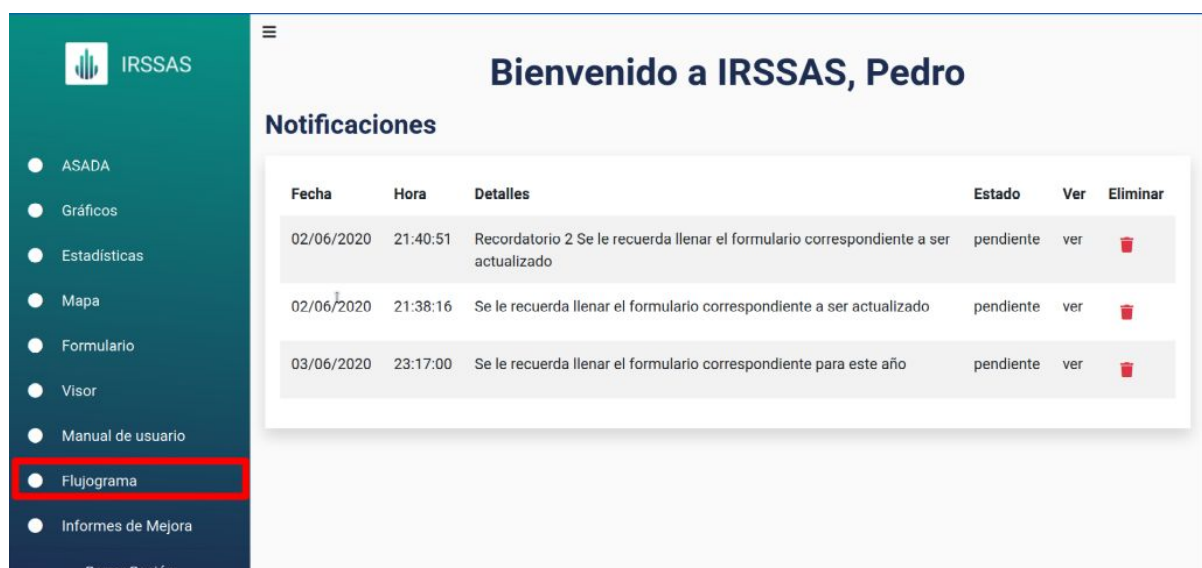 IRSSAS
Bienvenido a IRSSAS, Pedro
Notificaciones
ASADA
Gráficos
Estadísticas
Mapa
Formulario
Visor
Manual de usuario
Flujograma
Informes de Mejora
Fecha Hora Detalles Estado Ver Eliminar
02/06/2020 21:40:51 Recordatorio 2 Se le recuerda llenar el formulario correspondiente a ser pendiente ver
actualizado
02/06/2020 21:38:16 Se le recuerda llenar el formulario correspondiente a ser actualizado pendiente ver
03/06/2020 23:17:00 Se le recuerda llenar el formulario correspondiente para este año pendiente ver